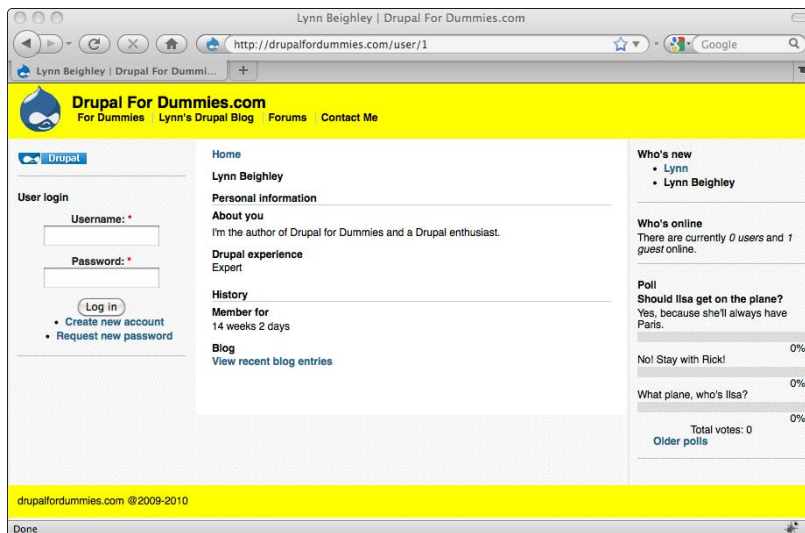 Lynn Beighley | Drupal For Dummies.com
http://drupalfordummies.com/user/1
Google
Lynn Beighley | Drupal For Dummi...
Drupal For Dummies.com
For Dummies | Lynn's Drupal Blog | Forums | Contact Me
Drupal
User login
Username: *
Password: *
Log in
• Create new account
• Request new password
Home
Lynn Beighley
Personal information
About you
I'm the author of Drupal for Dummies and a Drupal enthusiast.
Drupal experience
Expert
History
Member for
14 weeks 2 days
Blog
View recent blog entries
Who's new
• Lynn
• Lynn Beighley
Who's online
There are currently 0 users and 1
guest online.
Poll
Should Ilsa get on the plane?
Yes, because she'll always have
Paris.
0%
No! Stay with Rick!
0%
What plane, who's Ilsa?
0%
Total votes: 0
Older polls
drupalfordummies.com @2009-2010
Done